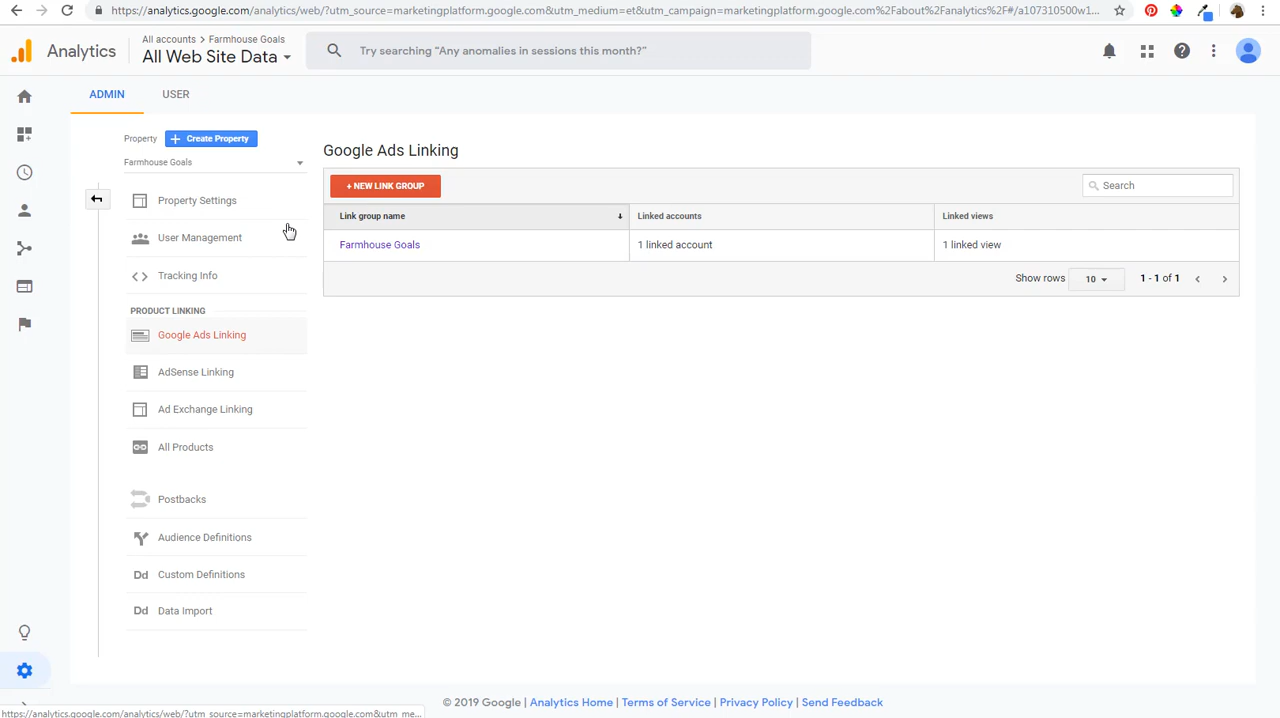 https://analytics.google.com/analytics/web/?utm_source=marketingplatform.google.com&utm_medium=et&utm_campaign=marketingplatform.google.com%2Fabout%2Fanalytics%2F#/a107310500w1...
Analytics
All accounts > Farmhouse Goals
All Web Site Data
Try searching “Any anomalies in sessions this month?”
ADMIN
USER
Property
+ Create Property
Farmhouse Goals
Property Settings
User Management
Tracking Info
PRODUCT LINKING
Google Ads Linking
AdSense Linking
Ad Exchange Linking
All Products
Postbacks
Audience Definitions
Dd Custom Definitions
Dd Data Import
Google Ads Linking
+ NEW LINK GROUP
Search
Link group name
Linked accounts
Linked views
Farmhouse Goals
1 linked account
1 linked view
Show rows
10
1 - 1 of 1
© 2019 Google | Analytics Home | Terms of Service | Privacy Policy | Send Feedback
https://analytics.google.com/analytics/web/?utm_source=marketingplatform.google.com&utm_me...